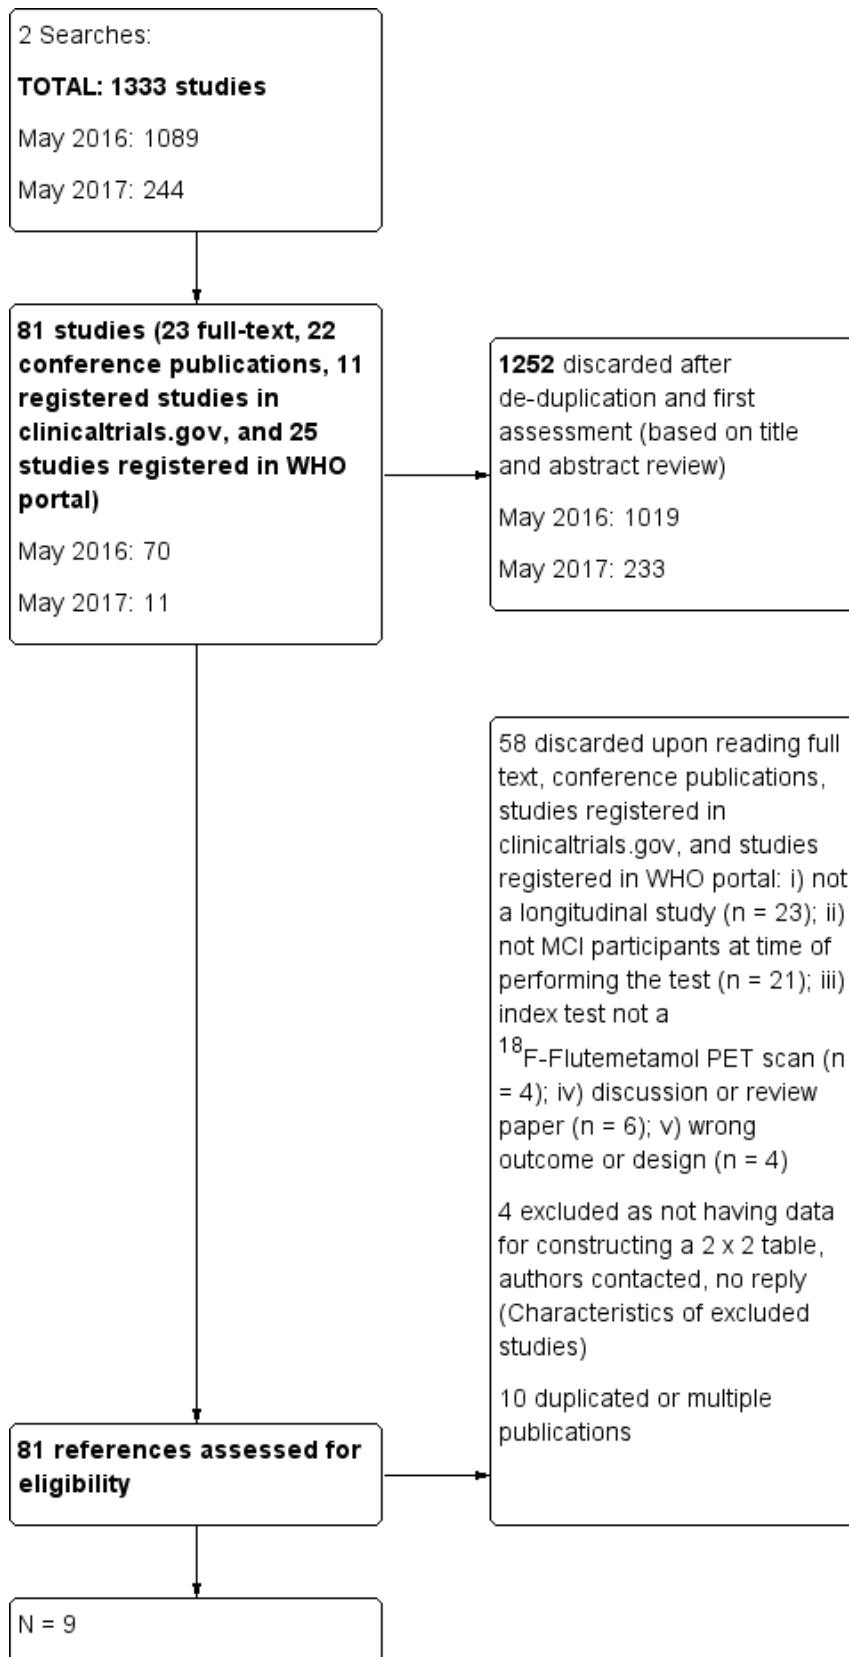 2 Searches:
TOTAL: 1333 studies
May 2016: 1089
May 2017: 244
81 studies (23 full-text, 22
conference publications, 11
registered studies in
clinicaltrials.gov, and 25
studies registered in WHO
portal)
May 2016: 70
May 2017: 11
1252 discarded after
de-duplication and first
assessment (based on title
and abstract review)
May 2016: 1019
May 2017: 233
58 discarded upon reading full
text, conference publications,
studies registered in
clinicaltrials.gov, and studies
registered in WHO portal: i) not
a longitudinal study (n = 23); ii)
not MCI participants at time of
performing the test (n = 21); iii)
index test not a
18F-Flutemetamol PET scan (n
= 4); iv) discussion or review
paper (n = 6); v) wrong
outcome or design (n = 4)
4 excluded as not having data
for constructing a 2 x 2 table,
authors contacted, no reply
(Characteristics of excluded
studies)
10 duplicated or multiple
publications
81 references assessed for
eligibility
N = 9